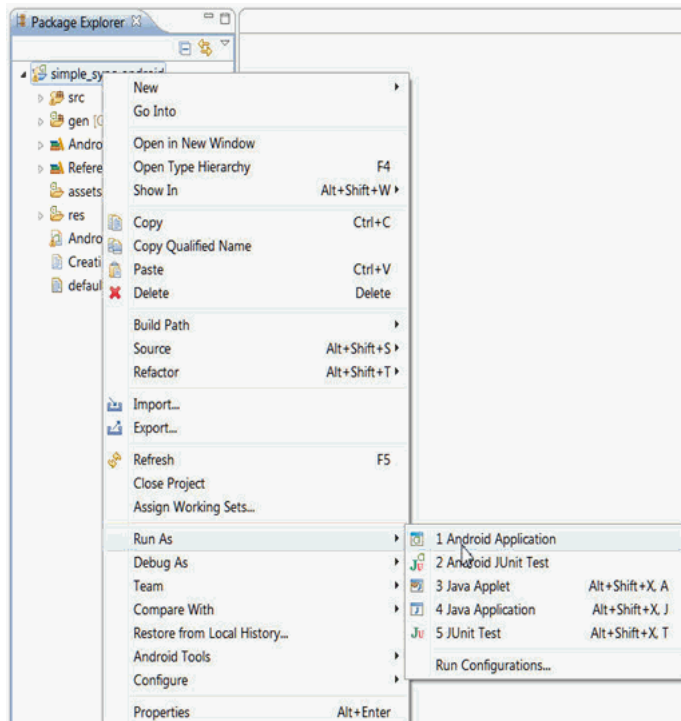 Package Explorer
simple_sync_android
src
gen [G
Andro
Refere
assets
res
Andro
Creati
defaul
New
Go Into
Open in New Window
Open Type Hierarchy F4
Show In Alt+Shift+W
Copy Ctrl+C
Copy Qualified Name
Paste Ctrl+V
Delete Delete
Build Path
Source Alt+Shift+S
Refactor Alt+Shift+T
Import...
Export...
Refresh F5
Close Project
Assign Working Sets...
Run As
Debug As
Team
Compare With
Restore from Local History...
Android Tools
Configure
Properties Alt+Enter
1 Android Application
2 Android JUnit Test
3 Java Applet Alt+Shift+X, A
4 Java Application Alt+Shift+X, J
5 JUnit Test Alt+Shift+X, T
Run Configurations...